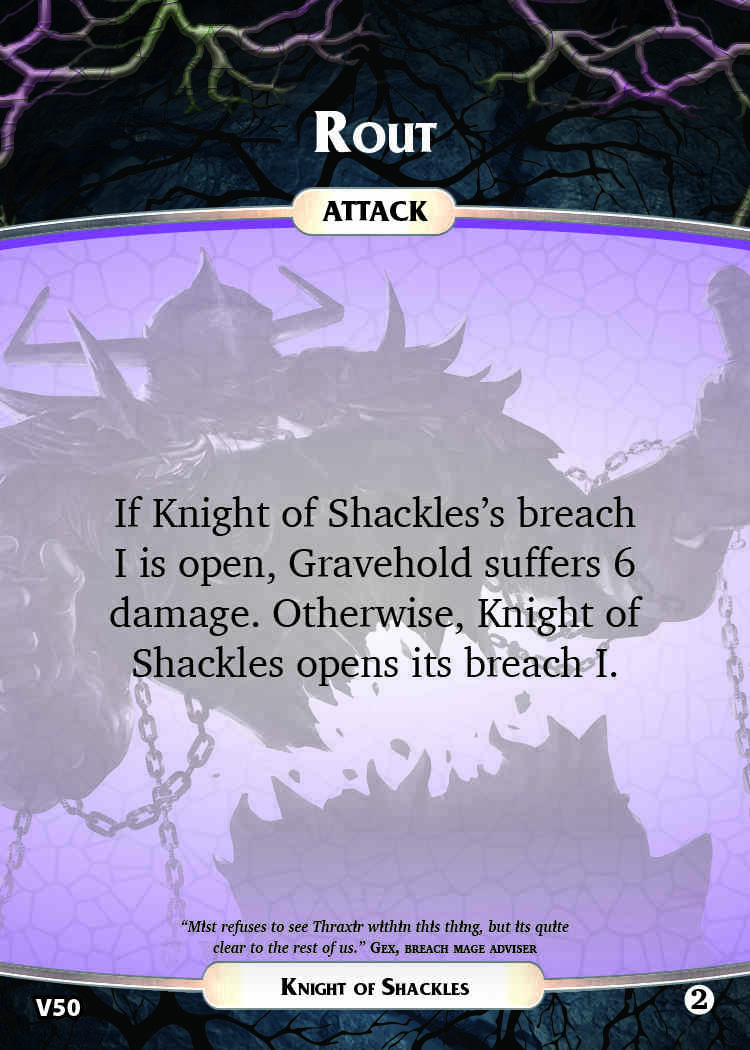 Rout
ATTACK
If Knight of Shackles’s breach
I is open, Gravehold suffers 6
damage. Otherwise, Knight of
Shackles opens its breach I.
“Mist refuses to see Thraxir within this thing, but its quite
clear to the rest of us.” Gex, breach mage adviser
Knight of Shackles
V50
2